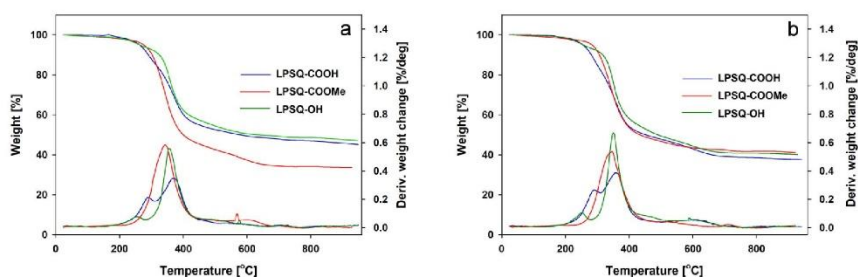 a
100
80
60
40
20
0
Weight [%]
1.4
1.2
1.0
0.8
0.6
0.4
0.2
0.0
Deriv. weight change [%/deg]
LPSQ-COOH
LPSQ-COOMe
LPSQ-OH
0 200 400 600 800
Temperature [°C]
b
100
80
60
40
20
0
Weight [%]
1.4
1.2
1.0
0.8
0.6
0.4
0.2
0.0
Deriv. weight change [%/deg]
LPSQ-COOH
LPSQ-COOMe
LPSQ-OH
0 200 400 600 800
Temperature [°C]